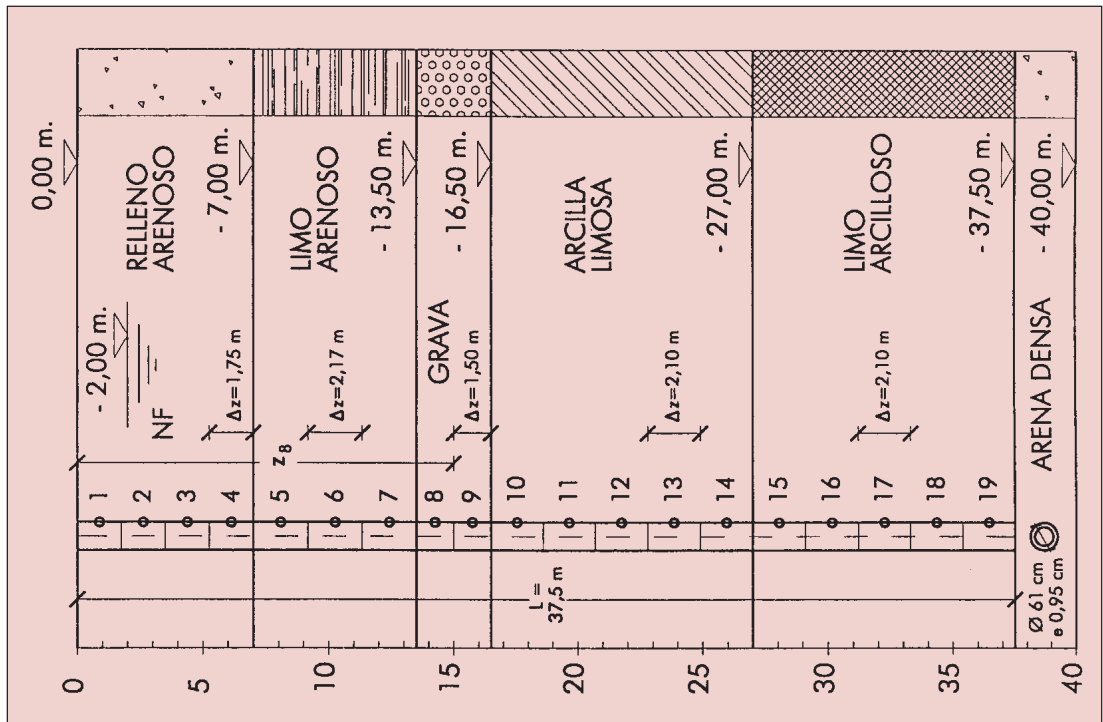 0,00 m.
- 2,00 m.
NF
RELLENO
ARENOSO
- 7,00 m.
Δz=1,75 m
LIMO
ARENOSO
- 13,50 m.
Δz=2,17 m
GRAVA
- 16,50 m.
Δz=1,50 m
z8
ARCILLA
LIMOSA
- 27,00 m.
Δz=2,10 m
LIMO
ARCILLOSO
- 37,50 m.
Δz=2,10 m
ARENA DENSA
- 40,00 m.
1
2
3
4
5
6
7
8
9
10
11
12
13
14
15
16
17
18
19
L =
37,5 m
Ø 61 cm
e 0,95 cm
0
5
10
15
20
25
30
35
40